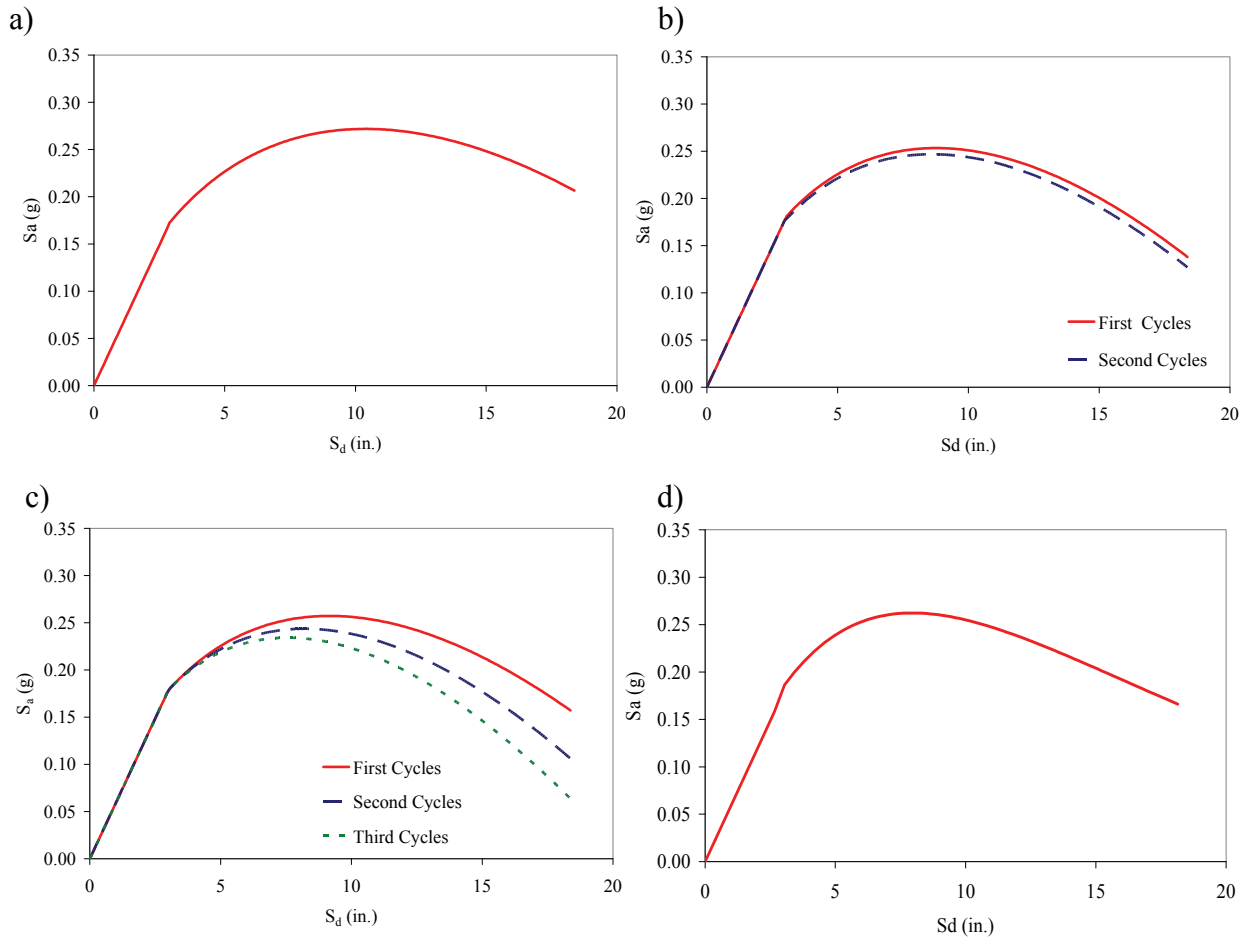 a)
0.35
0.30
0.25
0.20
0.15
0.10
0.05
0.00
Sa (g)
0 5 10 15 20
S_d (in.)
b)
0.35
0.30
0.25
0.20
0.15
0.10
0.05
0.00
Sa (g)
First Cycles
Second Cycles
0 5 10 15 20
Sd (in.)
c)
0.35
0.30
0.25
0.20
0.15
0.10
0.05
0.00
S_a (g)
First Cycles
Second Cycles
Third Cycles
0 5 10 15 20
S_d (in.)
d)
0.35
0.30
0.25
0.20
0.15
0.10
0.05
0.00
Sa (g)
0 5 10 15 20
Sd (in.)